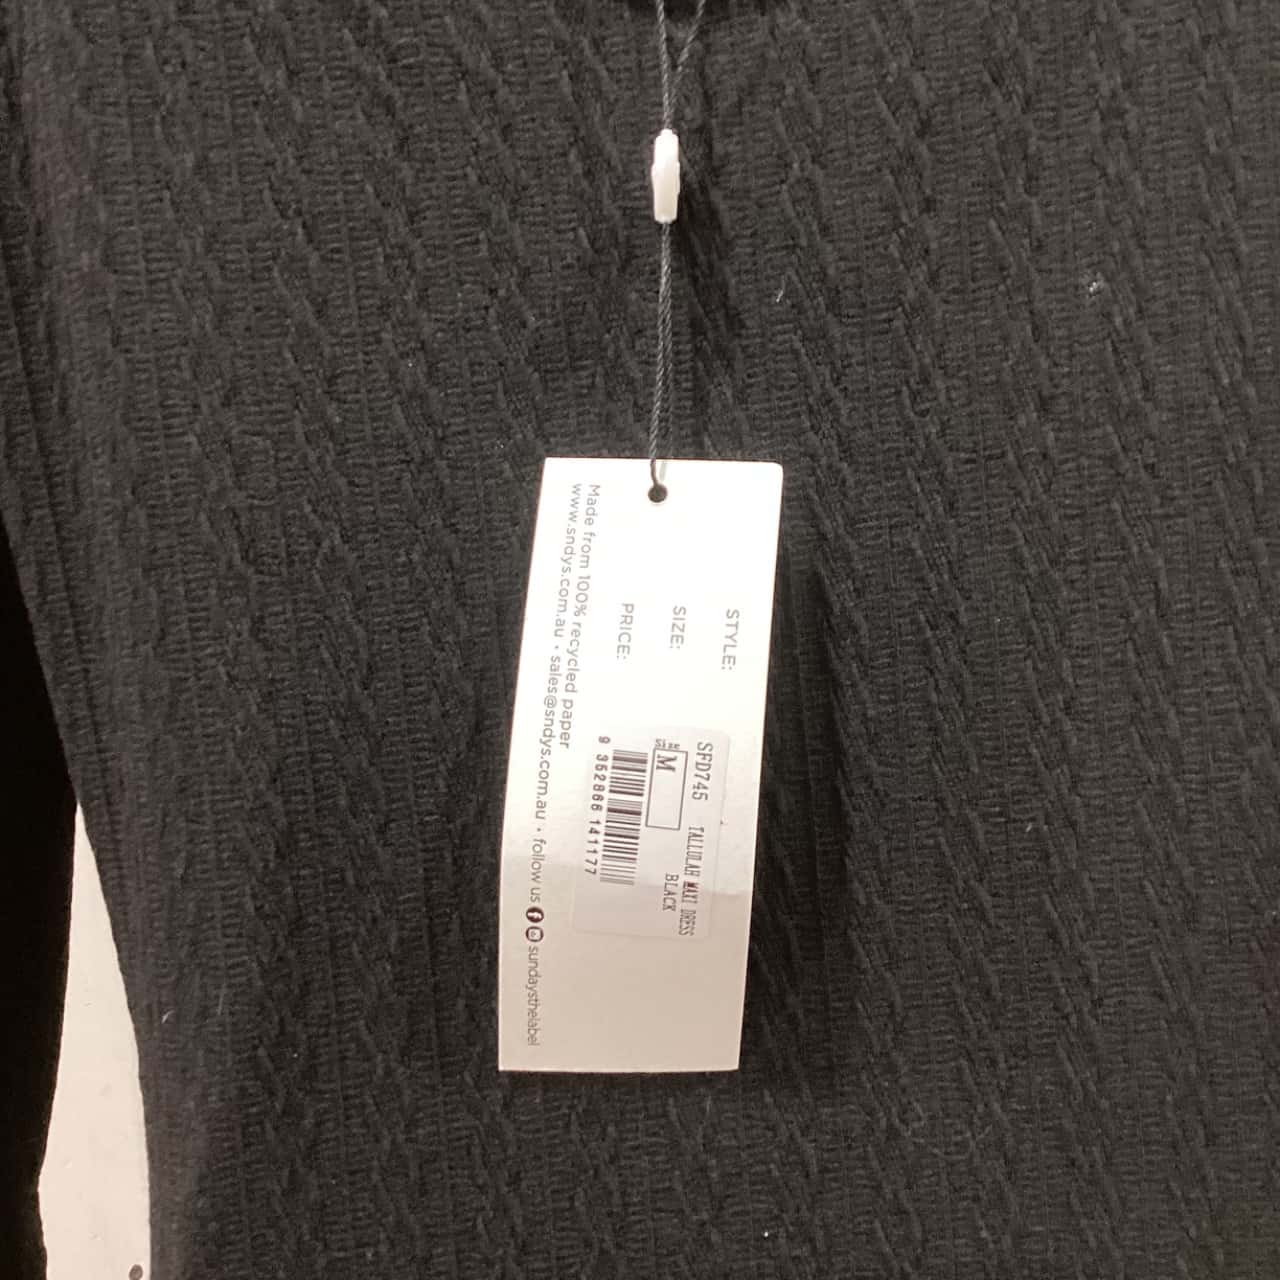 STYLE:
SFD745 TALLULAH MAXI DRESS
BLACK
SIZE:
SIZE
M
PRICE:
9 352866 141177
Made from 100% recycled paper
www.sndys.com.au • sales@sndys.com.au • follow us sundaysthelabel